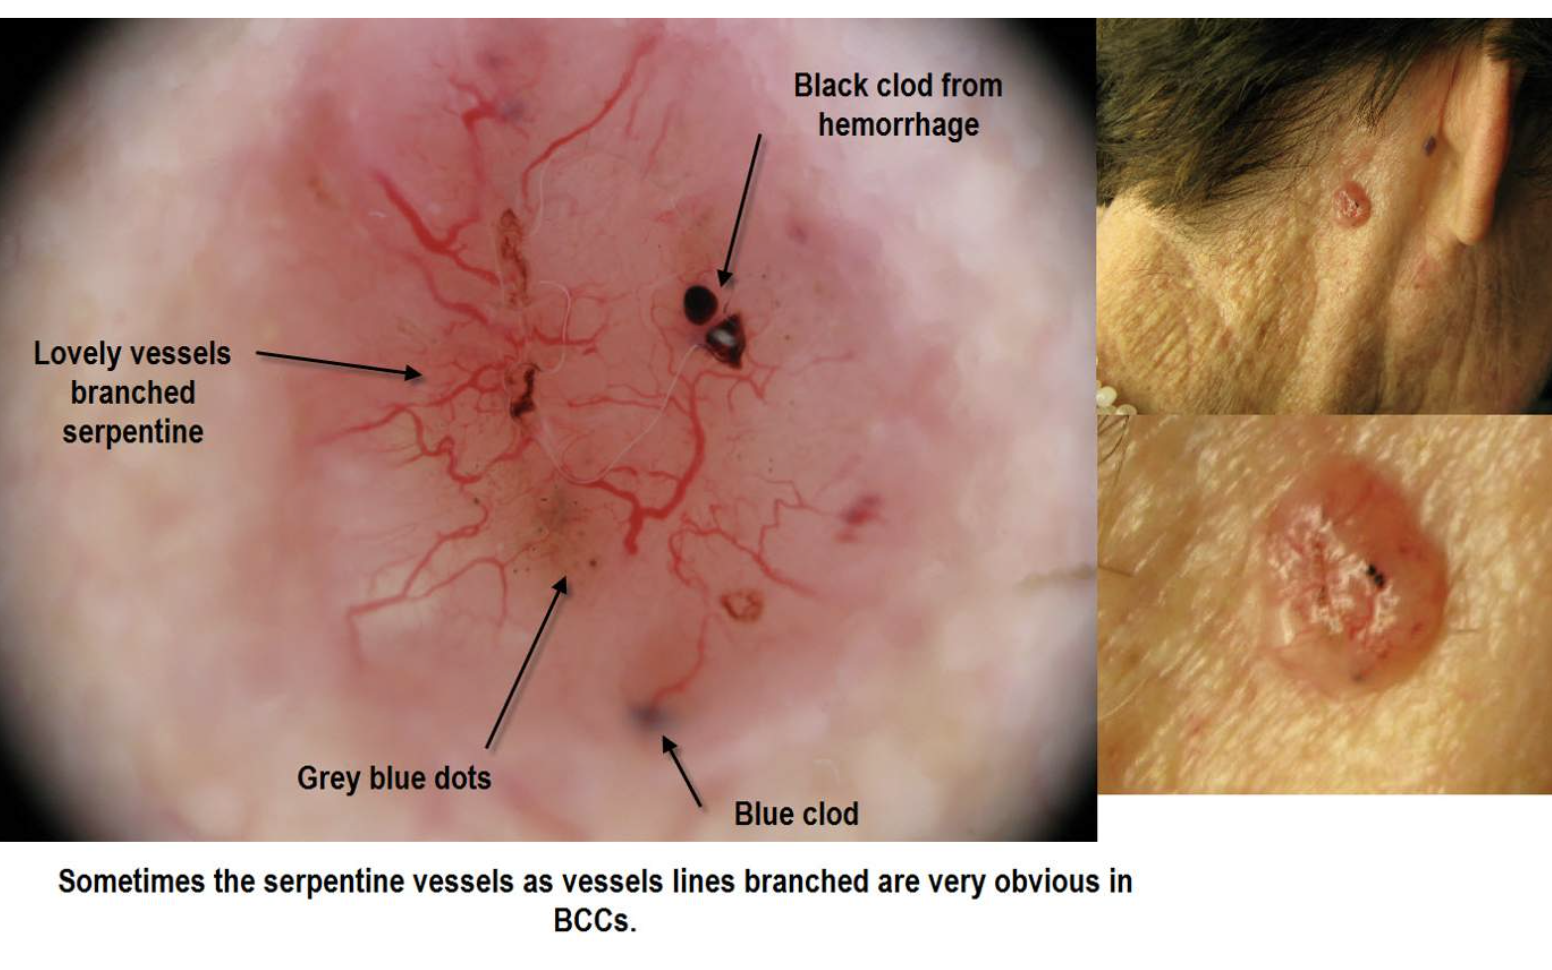 Black clod from
hemorrhage
Lovely vessels
branched
serpentine
Grey blue dots
Blue clod
Sometimes the serpentine vessels as vessels lines branched are very obvious in
BCCs.